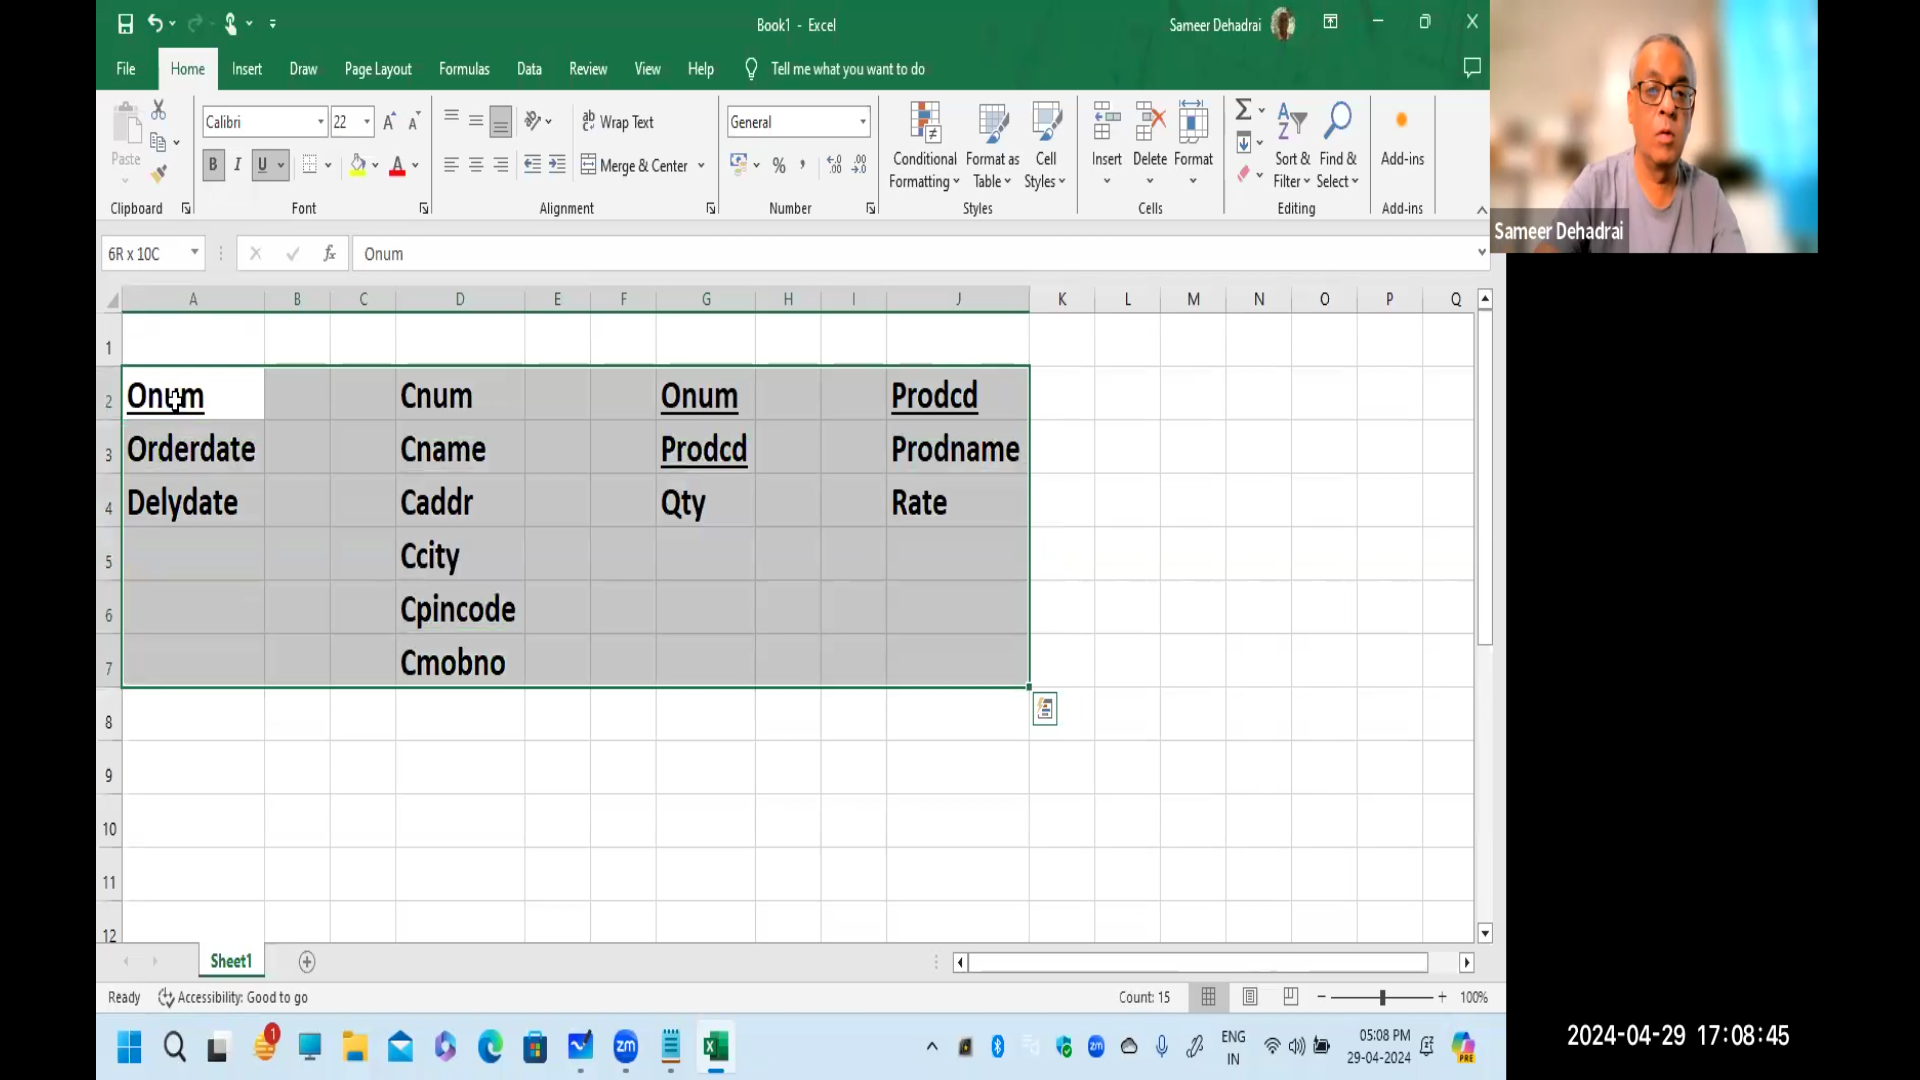 Book1 - Excel
Sameer Dehadrai
File Home Insert Draw Page Layout Formulas Data Review View Help Tell me what you want to do
Paste
Clipboard
Calibri 22
B I U
Font
Wrap Text
Merge & Center
Alignment
General
Number
Conditional Formatting
Format as Table
Cell Styles
Styles
Insert Delete Format
Cells
Sort & Filter
Find & Select
Editing
Add-ins
Add-ins
Sameer Dehadrai
6R x 10C fx Onum
A B C D E F G H I J K L M N O P Q
1
2 Onum Cnum Onum Prodcd
3 Orderdate Cname Prodcd Prodname
4 Delydate Caddr Qty Rate
5 Ccity
6 Cpincode
7 Cmobno
8
9
10
11
12
Sheet1
Ready Accessibility: Good to go Count: 15 100%
1
zm
ENG
IN
05:08 PM
29-04-2024
PRE
2024-04-29 17:08:45